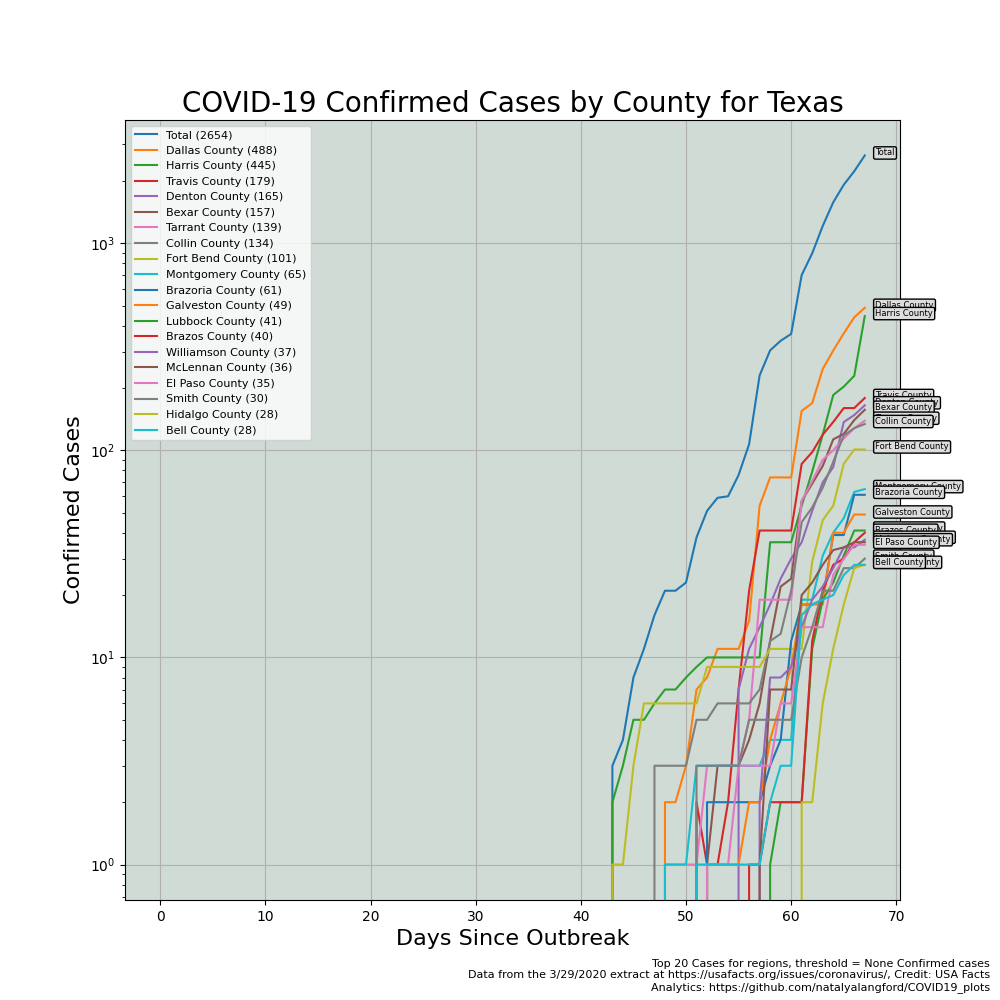 COVID-19 Confirmed Cases by County for Texas
Total (2654)
Dallas County (488)
Harris County (445)
Travis County (179)
Denton County (165)
Bexar County (157)
Tarrant County (139)
Collin County (134)
Fort Bend County (101)
Montgomery County (65)
Brazoria County (61)
Galveston County (49)
Lubbock County (41)
Brazos County (40)
Williamson County (37)
McLennan County (36)
El Paso County (35)
Smith County (30)
Hidalgo County (28)
Bell County (28)
Total
Dallas County
Harris County
Travis County
Bexar County
Collin County
Fort Bend County
Montgomery County
Brazoria County
Galveston County
Brazos County
El Paso County
Smith County
Bell County
Confirmed Cases
10³
10²
10¹
10⁰
0 10 20 30 40 50 60 70
Days Since Outbreak
Top 20 Cases for regions, threshold = None Confirmed cases
Data from the 3/29/2020 extract at https://usafacts.org/issues/coronavirus/, Credit: USA Facts
Analytics: https://github.com/natalyalangford/COVID19_plots